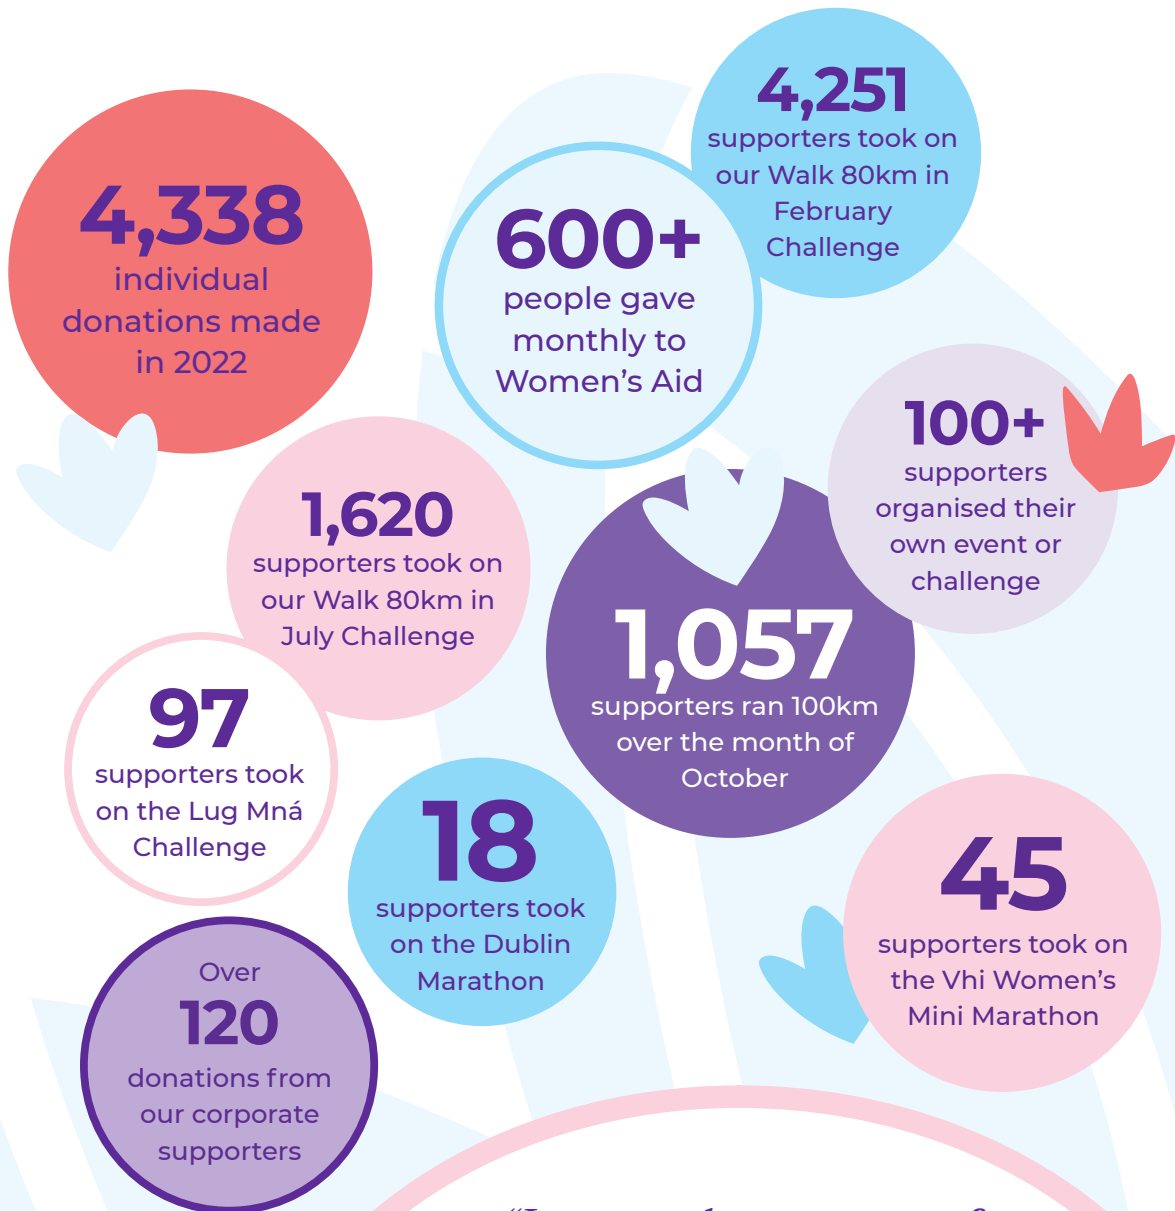 4,251
supporters took on
our Walk 80km in
February
Challenge
4,338
individual
donations made
in 2022
600+
people gave
monthly to
Women’s Aid
100+
supporters
organised their
own event or
challenge
1,620
supporters took on
our Walk 80km in
July Challenge
1,057
supporters ran 100km
over the month of
October
97
supporters took
on the Lug Mná
Challenge
18
supporters took
on the Dublin
Marathon
45
supporters took on
the Vhi Women’s
Mini Marathon
Over
120
donations from
our corporate
supporters